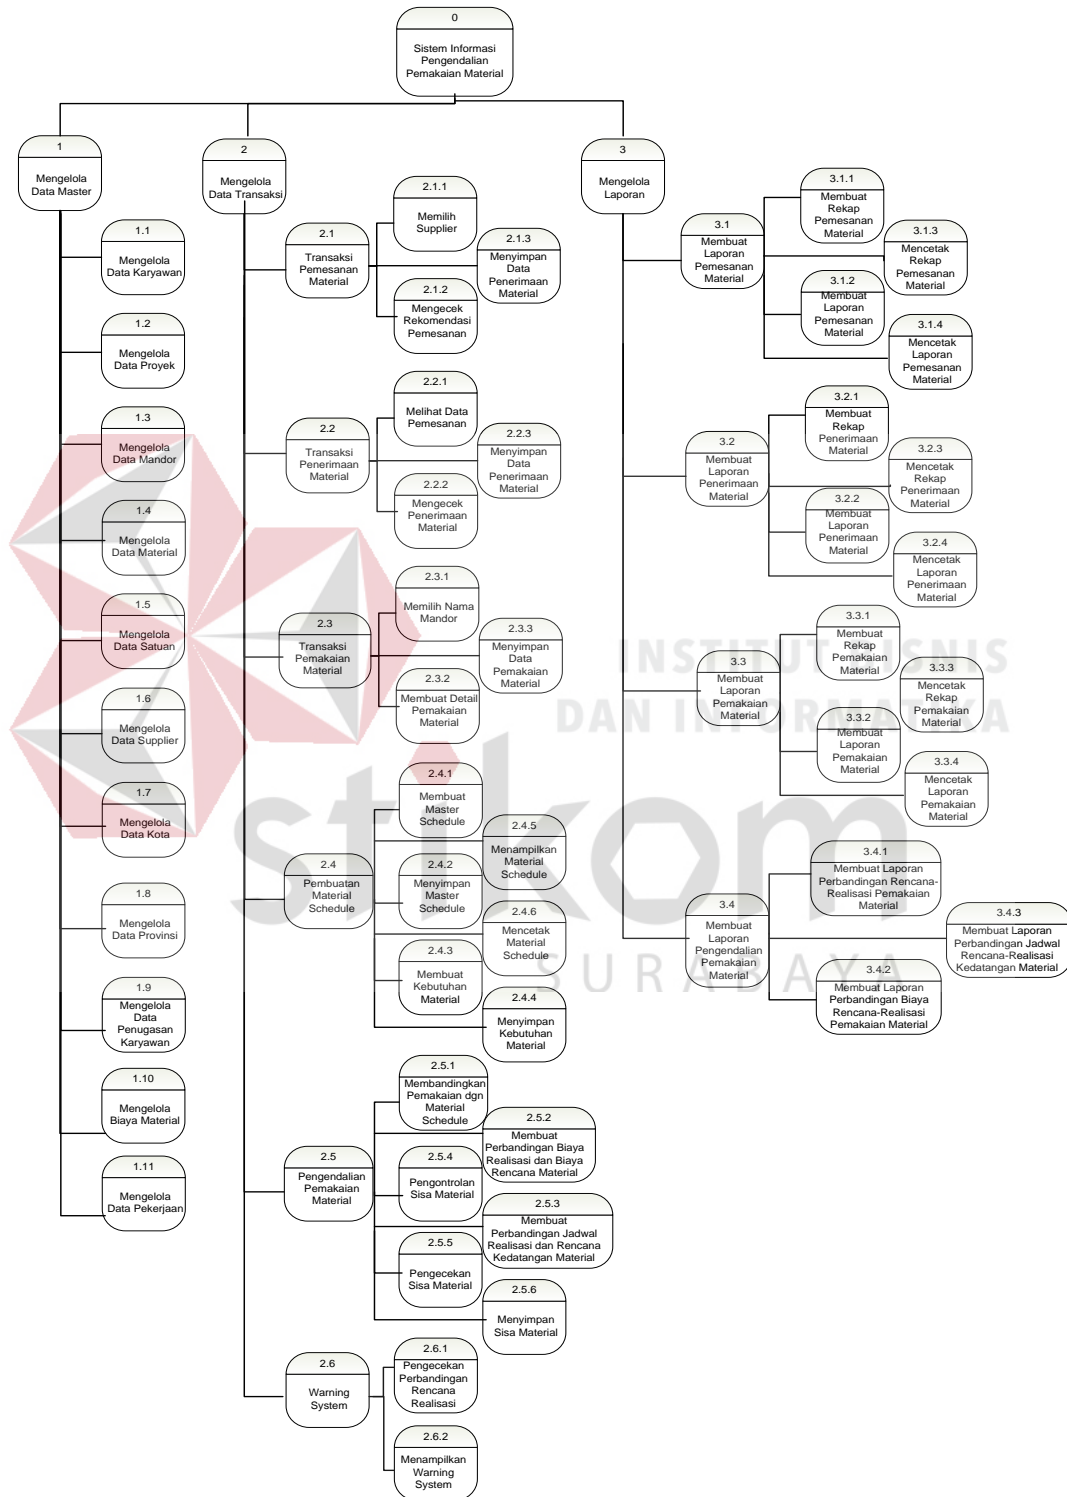 0
Sistem Informasi
Pengendalian
Pemakaian Material
1
Mengelola
Data Master
1.1
Mengelola
Data Karyawan
1.2
Mengelola
Data Proyek
1.3
Mengelola
Data Mandor
1.4
Mengelola
Data Material
1.5
Mengelola
Data Satuan
1.6
Mengelola
Data Supplier
1.7
Mengelola
Data Kota
1.8
Mengelola
Data Provinsi
1.9
Mengelola
Data
Penugasan
Karyawan
1.10
Mengelola
Biaya Material
1.11
Mengelola
Data Pekerjaan
2
Mengelola
Data Transaksi
2.1
Transaksi
Pemesanan
Material
2.1.1
Memilih
Supplier
2.1.3
Menyimpan
Data
Penerimaan
Material
2.1.2
Mengecek
Rekomendasi
Pemesanan
2.2
Transaksi
Penerimaan
Material
2.2.1
Melihat Data
Pemesanan
2.2.3
Menyimpan
Data
Penerimaan
Material
2.2.2
Mengecek
Penerimaan
Material
2.3
Transaksi
Pemakaian
Material
2.3.1
Memilih Nama
Mandor
2.3.3
Menyimpan
Data
Pemakaian
Material
2.3.2
Membuat Detail
Pemakaian
Material
2.4
Pembuatan
Material
Schedule
2.4.1
Membuat
Master
Schedule
2.4.5
Menampilkan
Material
Schedule
2.4.2
Menyimpan
Master
Schedule
2.4.6
Mencetak
Material
Schedule
2.4.3
Membuat
Kebutuhan
Material
2.4.4
Menyimpan
Kebutuhan
Material
2.5
Pengendalian
Pemakaian
Material
2.5.1
Membandingkan
Pemakaian dgn
Material
Schedule
2.5.2
Membuat
Perbandingan Biaya
Realisasi dan Biaya
Rencana Material
2.5.4
Pengontrolan
Sisa Material
2.5.3
Membuat
Perbandingan Jadwal
Realisasi dan Rencana
Kedatangan Material
2.5.5
Pengecekan
Sisa Material
2.5.6
Menyimpan
Sisa Material
2.6
Warning
System
2.6.1
Pengecekan
Perbandingan
Rencana
Realisasi
2.6.2
Menampilkan
Warning
System
3
Mengelola
Laporan
3.1
Membuat
Laporan
Pemesanan
Material
3.1.1
Membuat
Rekap
Pemesanan
Material
3.1.3
Mencetak
Rekap
Pemesanan
Material
3.1.2
Membuat
Laporan
Pemesanan
Material
3.1.4
Mencetak
Laporan
Pemesanan
Material
3.2
Membuat
Laporan
Penerimaan
Material
3.2.1
Membuat
Rekap
Penerimaan
Material
3.2.3
Mencetak
Rekap
Penerimaan
Material
3.2.2
Membuat
Laporan
Penerimaan
Material
3.2.4
Mencetak
Laporan
Penerimaan
Material
3.3
Membuat
Laporan
Pemakaian
Material
3.3.1
Membuat
Rekap
Pemakaian
Material
3.3.3
Mencetak
Rekap
Pemakaian
Material
3.3.2
Membuat
Laporan
Pemakaian
Material
3.3.4
Mencetak
Laporan
Pemakaian
Material
3.4
Membuat
Laporan
Pengendalian
Pemakaian
Material
3.4.1
Membuat Laporan
Perbandingan Rencana-
Realisasi Pemakaian
Material
3.4.3
Membuat Laporan
Perbandingan Jadwal
Rencana-Realisasi
Kedatangan Material
3.4.2
Membuat Laporan
Perbandingan Biaya
Rencana-Realisasi
Pemakaian Material
INSTITUT BISNIS
DAN INFORMATIKA
stikom
SURABAYA